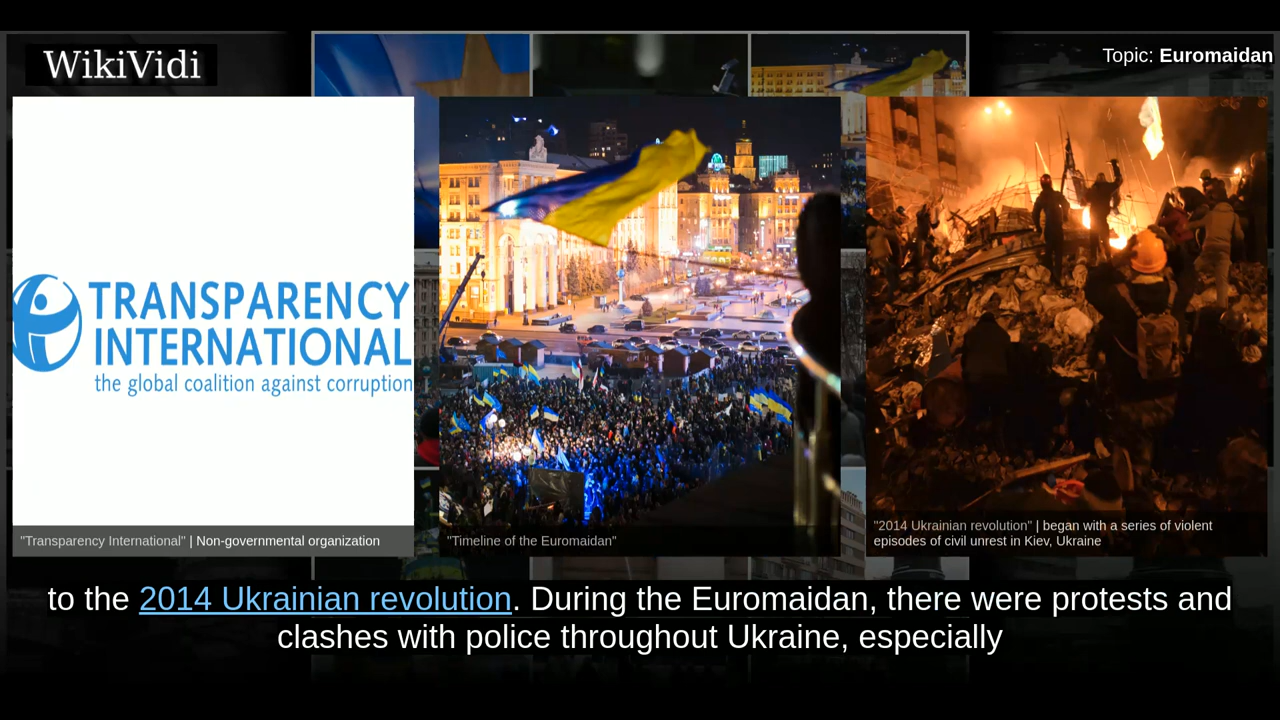 WikiVidi
Topic: Euromaidan
TRANSPARENCY
INTERNATIONAL
the global coalition against corruption
"Transparency International" | Non-governmental organization
"Timeline of the Euromaidan"
"2014 Ukrainian revolution" | began with a series of violent
episodes of civil unrest in Kiev, Ukraine
to the 2014 Ukrainian revolution. During the Euromaidan, there were protests and
clashes with police throughout Ukraine, especially